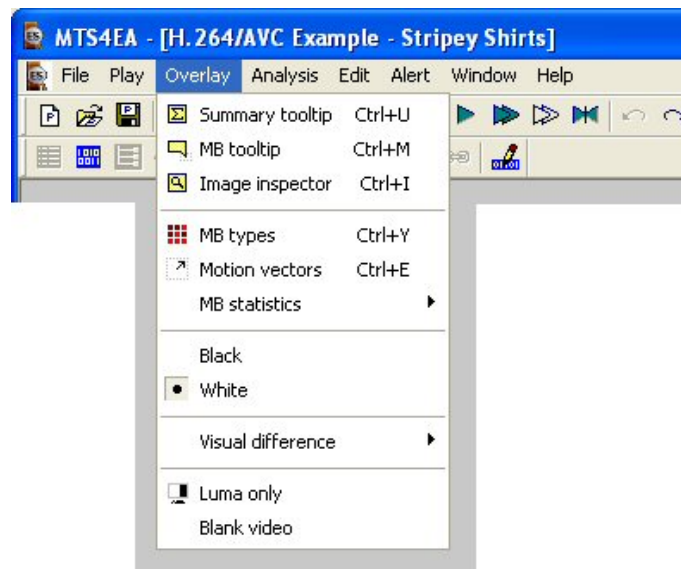 MTS4EA - [H.264/AVC Example - Stripey Shirts]
File Play Overlay Analysis Edit Alert Window Help
Summary tooltip Ctrl+U
MB tooltip Ctrl+M
Image inspector Ctrl+I
MB types Ctrl+Y
Motion vectors Ctrl+E
MB statistics
Black
White
Visual difference
Luma only
Blank video